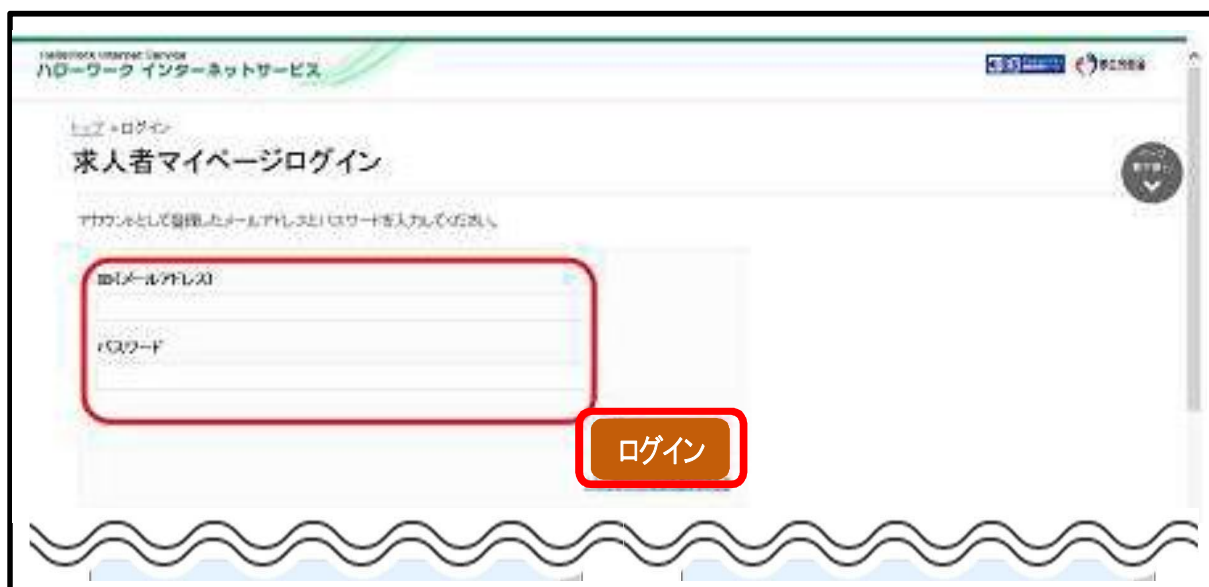 HelloWork Internet Service
ハローワーク インターネットサービス
トップ > ログイン
求人者マイページログイン
アカウントとして登録したメールアドレスとパスワードを入力してください。
ID(メールアドレス)
パスワード
ログイン